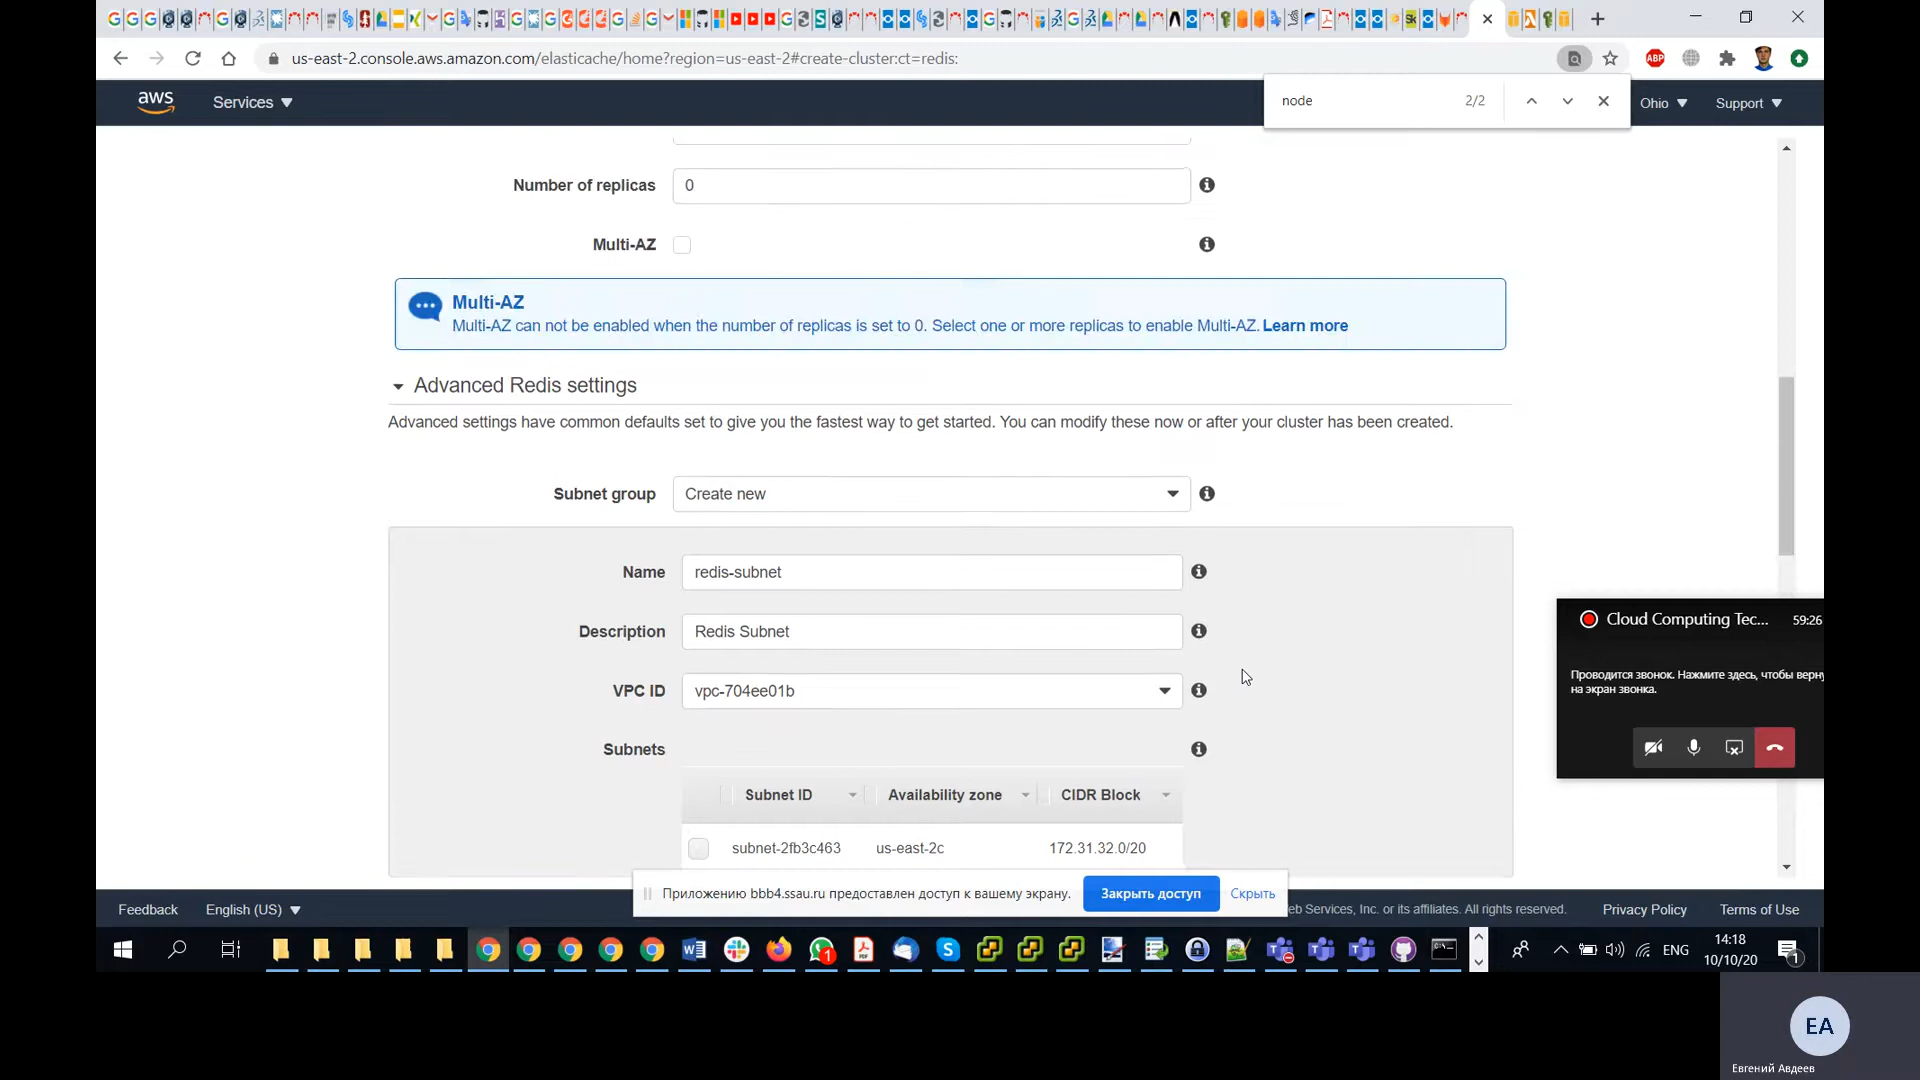 us-east-2.console.aws.amazon.com/elasticache/home?region=us-east-2#create-cluster:ct=redis:
ABP
node 2/2
aws Services Ohio Support
Number of replicas 0
Multi-AZ
Multi-AZ
Multi-AZ can not be enabled when the number of replicas is set to 0. Select one or more replicas to enable Multi-AZ. Learn more
Advanced Redis settings
Advanced settings have common defaults set to give you the fastest way to get started. You can modify these now or after your cluster has been created.
Subnet group Create new
Name redis-subnet
Description Redis Subnet
VPC ID vpc-704ee01b
Subnets
Subnet ID Availability zone CIDR Block
subnet-2fb3c463 us-east-2c 172.31.32.0/20
Cloud Computing Tec... 59:26
Проводится звонок. Нажмите здесь, чтобы верну
на экран звонка.
Приложению bbb4.ssau.ru предоставлен доступ к вашему экрану. Закрыть доступ Скрыть
Feedback English (US) eb Services, Inc. or its affiliates. All rights reserved. Privacy Policy Terms of Use
ENG
14:18
10/10/20
1
EA
Евгений Авдеев